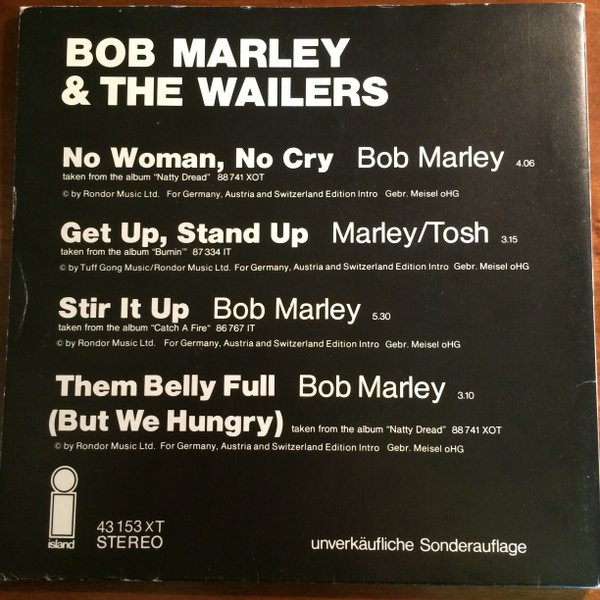 BOB MARLEY
& THE WAILERS
No Woman, No Cry Bob Marley 4.06
taken from the album "Natty Dread" 88 741 XOT
© by Rondor Music Ltd. For Germany, Austria and Switzerland Edition Intro Gebr. Meisel oHG
Get Up, Stand Up Marley/Tosh 3.15
taken from the album "Burnin'" 87 334 IT
© by Tuff Gong Music/Rondor Music Ltd. For Germany, Austria and Switzerland Edition Intro Gebr. Meisel oHG
Stir It Up Bob Marley 5.30
taken from the album "Catch A Fire" 86 767 IT
© by Rondor Music Ltd. For Germany, Austria and Switzerland Edition Intro Gebr. Meisel oHG
Them Belly Full Bob Marley 3.10
(But We Hungry) taken from the album "Natty Dread" 88 741 XOT
© by Rondor Music Ltd. For Germany, Austria and Switzerland Edition Intro Gebr. Meisel oHG
island
43 153 XT
STEREO
unverkäufliche Sonderauflage